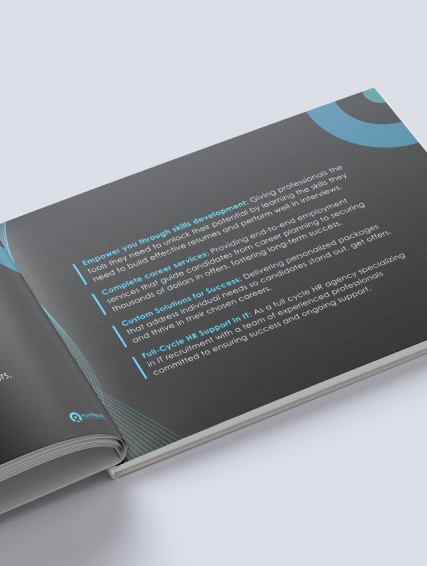 ors,
Empower you through skills development: Giving professionals the
tools they need to unlock their potential by learning the skills they
need to build effective resumes and perform well in interviews.
Complete career services: Providing end-to-end employment
services that guide candidates from career planning to securing
thousands of dollars in offers, fostering long-term success.
Custom Solutions for Success: Delivering personalized packages
that address individual needs so candidates stand out, get offers,
and thrive in their chosen careers.
Full-Cycle HR Support in IT: As a full cycle HR agency specializing
in IT recruitment with a team of experienced professionals
committed to ensuring success and ongoing support.